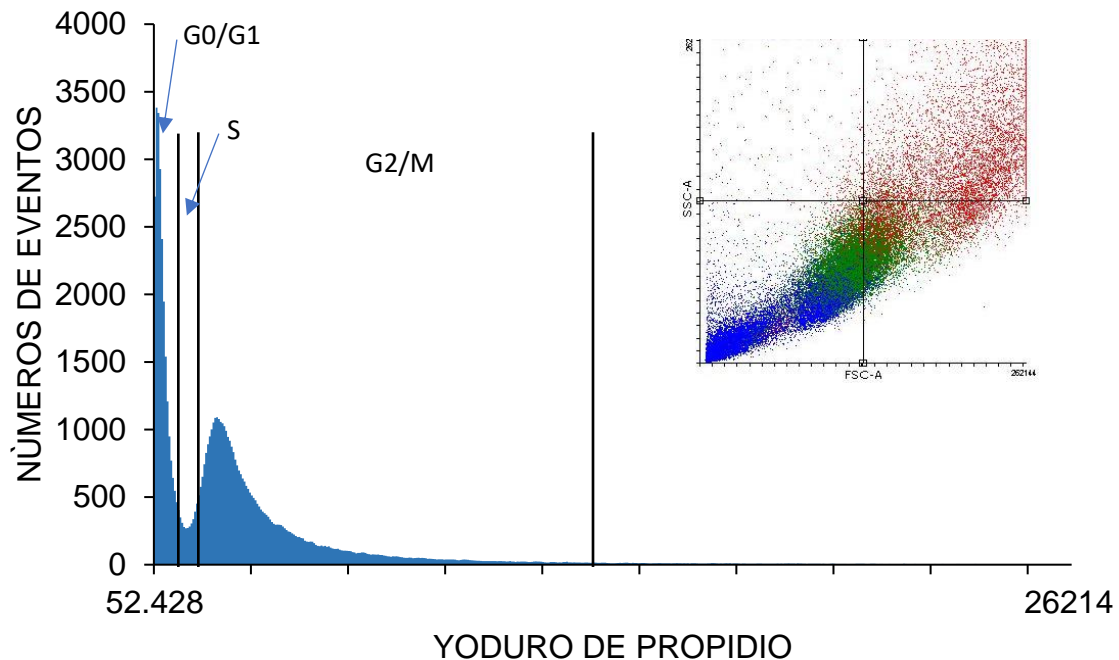 4000
3500
3000
2500
2000
1500
1000
500
0
NÙMEROS DE EVENTOS
G0/G1
S
G2/M
52.428
26214
YODURO DE PROPIDIO
262
SSC-A
FSC-A
262144